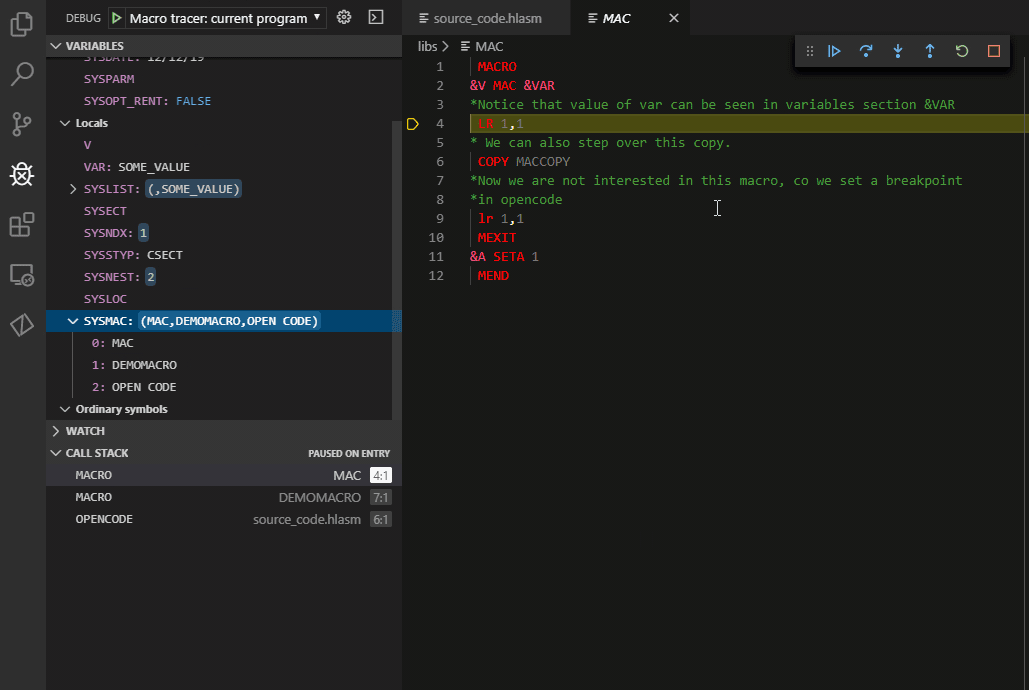 DEBUG Macro tracer: current program
source_code.hlasm
MAC
VARIABLES
SYSDATE: 12/12/19
SYSPARM
SYSOPT_RENT: FALSE
Locals
V
VAR: SOME_VALUE
SYSLIST: (,SOME_VALUE)
SYSECT
SYSNDX: 1
SYSSTYP: CSECT
SYSNEST: 2
SYSLOC
SYSMAC: (MAC,DEMOMACRO,OPEN CODE)
0: MAC
1: DEMOMACRO
2: OPEN CODE
Ordinary symbols
WATCH
CALL STACK PAUSED ON ENTRY
MACRO MAC 4:1
MACRO DEMOMACRO 7:1
OPENCODE source_code.hlasm 6:1
libs > MAC
1 MACRO
2 &V MAC &VAR
3 *Notice that value of var can be seen in variables section &VAR
4 LR 1,1
5 * We can also step over this copy.
6 COPY MACCOPY
7 *Now we are not interested in this macro, co we set a breakpoint
8 *in opencode
9 lr 1,1
10 MEXIT
11 &A SETA 1
12 MEND